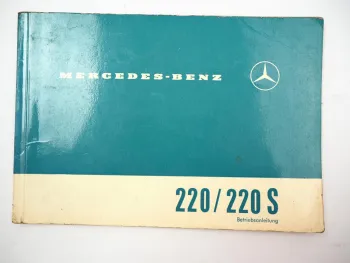 MERCEDES-BENZ
220/220 S
Betriebsanleitung